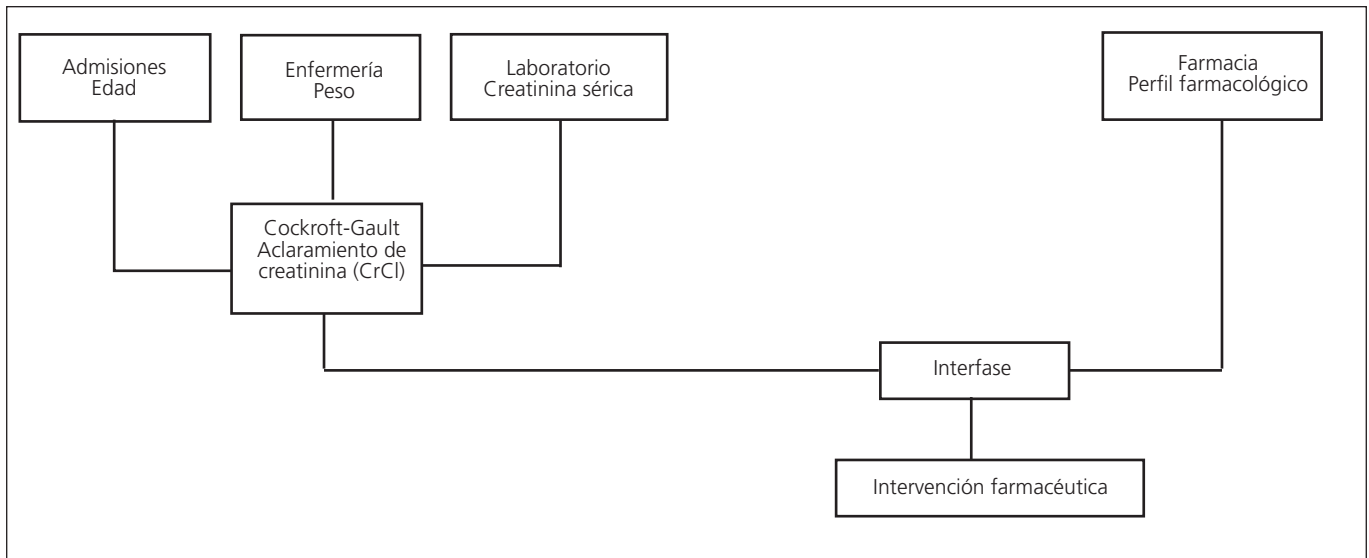 Admisiones
Edad
Enfermería
Peso
Laboratorio
Creatinina sérica
Farmacia
Perfil farmacológico
Cockroft-Gault
Aclaramiento de
creatinina (CrCl)
Interfase
Intervención farmacéutica